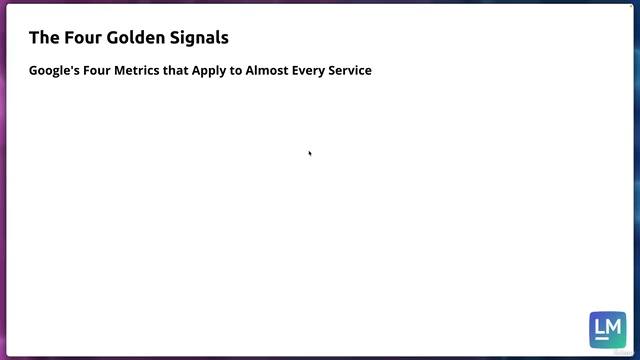 The Four Golden Signals
Google's Four Metrics that Apply to Almost Every Service
LM